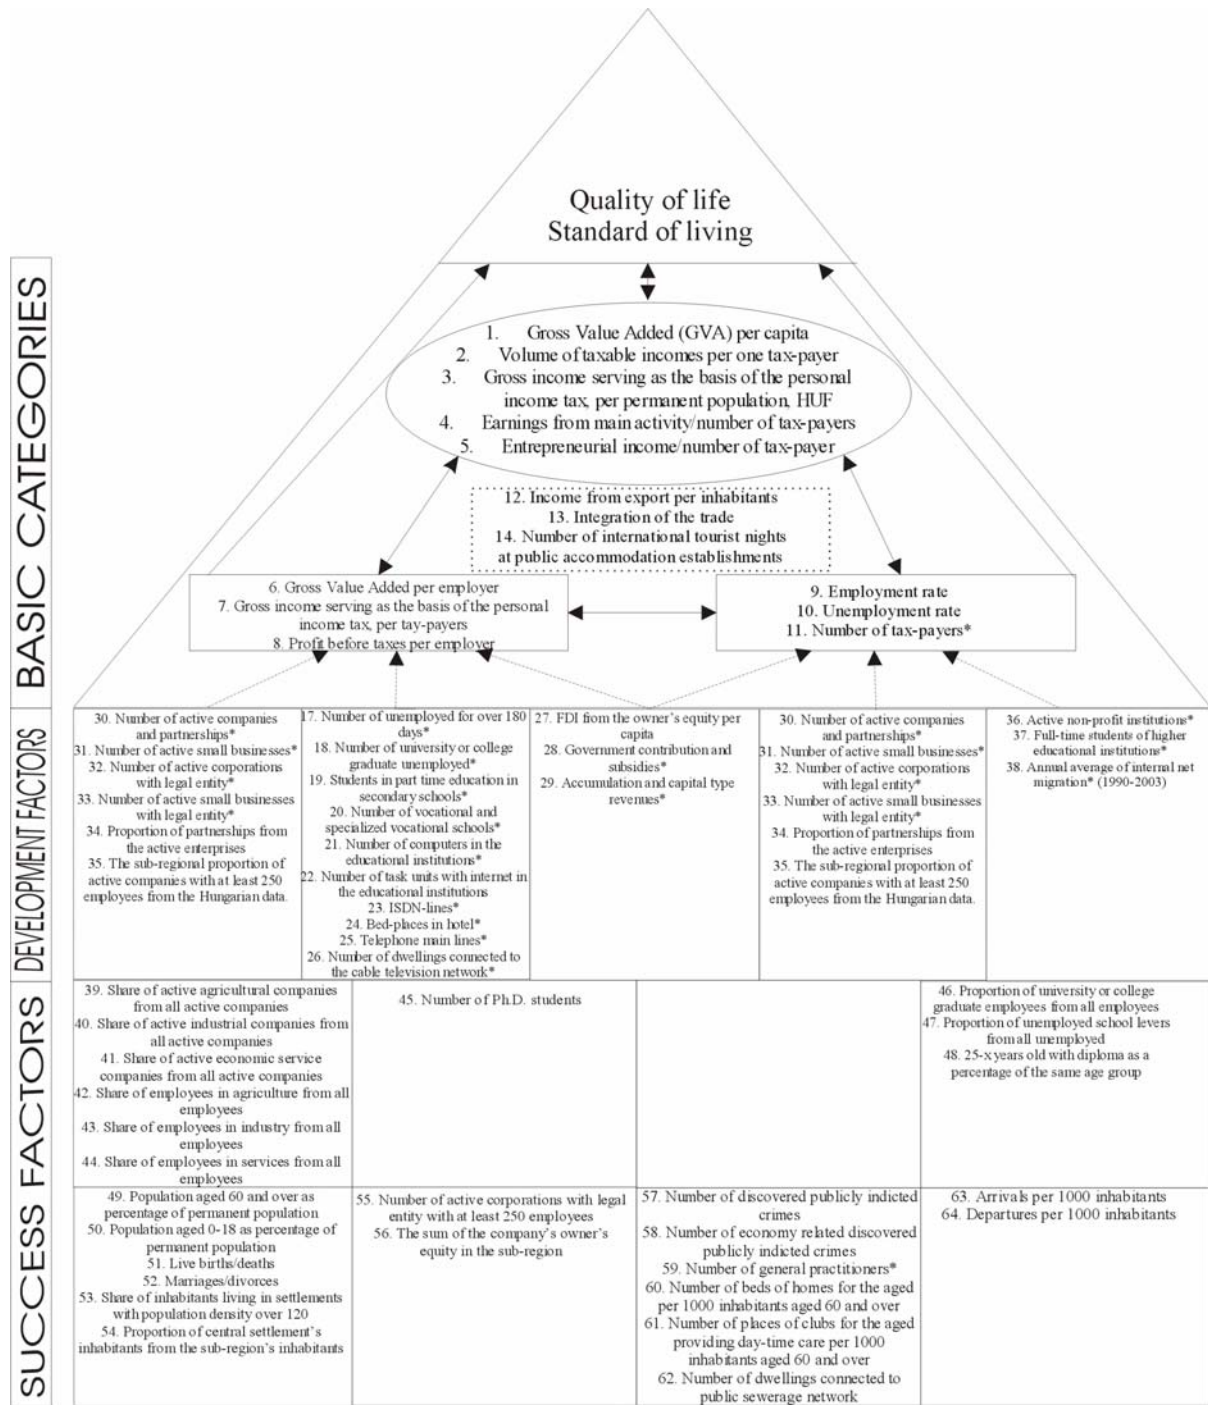 Quality of life
Standard of living
BASIC CATEGORIES
1. Gross Value Added (GVA) per capita
2. Volume of taxable incomes per one tax-payer
3. Gross income serving as the basis of the personal
income tax, per permanent population, HUF
4. Earnings from main activity/number of tax-payers
5. Entrepreneurial income/number of tax-payer
12. Income from export per inhabitants
13. Integration of the trade
14. Number of international tourist nights
at public accommodation establishments
6. Gross Value Added per employer
7. Gross income serving as the basis of the personal
income tax, per tay-payers
8. Profit before taxes per employer
9. Employment rate
10. Unemployment rate
11. Number of tax-payers*
DEVELOPMENT FACTORS
30. Number of active companies
and partnerships*
31. Number of active small businesses*
32. Number of active corporations
with legal entity*
33. Number of active small businesses
with legal entity*
34. Proportion of partnerships from
the active enterprises
35. The sub-regional proportion of
active companies with at least 250
employees from the Hungarian data.
17. Number of unemployed for over 180
days*
18. Number of university or college
graduate unemployed*
19. Students in part time education in
secondary schools*
20. Number of vocational and
specialized vocational schools*
21. Number of computers in the
educational institutions*
22. Number of task units with internet in
the educational institutions
23. ISDN-lines*
24. Bed-places in hotel*
25. Telephone main lines*
26. Number of dwellings connected to
the cable television network*
27. FDI from the owner's equity per
capita
28. Government contribution and
subsidies*
29. Accumulation and capital type
revenues*
30. Number of active companies
and partnerships*
31. Number of active small businesses*
32. Number of active corporations
with legal entity*
33. Number of active small businesses
with legal entity*
34. Proportion of partnerships from
the active enterprises
35. The sub-regional proportion of
active companies with at least 250
employees from the Hungarian data.
36. Active non-profit institutions*
37. Full-time students of higher
educational institutions*
38. Annual average of internal net
migration* (1990-2003)
SUCCESS FACTORS
39. Share of active agricultural companies
from all active companies
40. Share of active industrial companies from
all active companies
41. Share of active economic service
companies from all active companies
42. Share of employees in agriculture from all
employees
43. Share of employees in industry from all
employees
44. Share of employees in services from all
employees
45. Number of Ph.D. students
46. Proportion of university or college
graduate employees from all employees
47. Proportion of unemployed school levers
from all unemployed
48. 25-x years old with diploma as a
percentage of the same age group
49. Population aged 60 and over as
percentage of permanent population
50. Population aged 0-18 as percentage of
permanent population
51. Live births/deaths
52. Marriages/divorces
53. Share of inhabitants living in settlements
with population density over 120
54. Proportion of central settlement's
inhabitants from the sub-region's inhabitants
55. Number of active corporations with legal
entity with at least 250 employees
56. The sum of the company's owner's
equity in the sub-region
57. Number of discovered publicly indicted
crimes
58. Number of economy related discovered
publicly indicted crimes
59. Number of general practitioners*
60. Number of beds of homes for the aged
per 1000 inhabitants aged 60 and over
61. Number of places of clubs for the aged
providing day-time care per 1000
inhabitants aged 60 and over
62. Number of dwellings connected to
public sewerage network
63. Arrivals per 1000 inhabitants
64. Departures per 1000 inhabitants